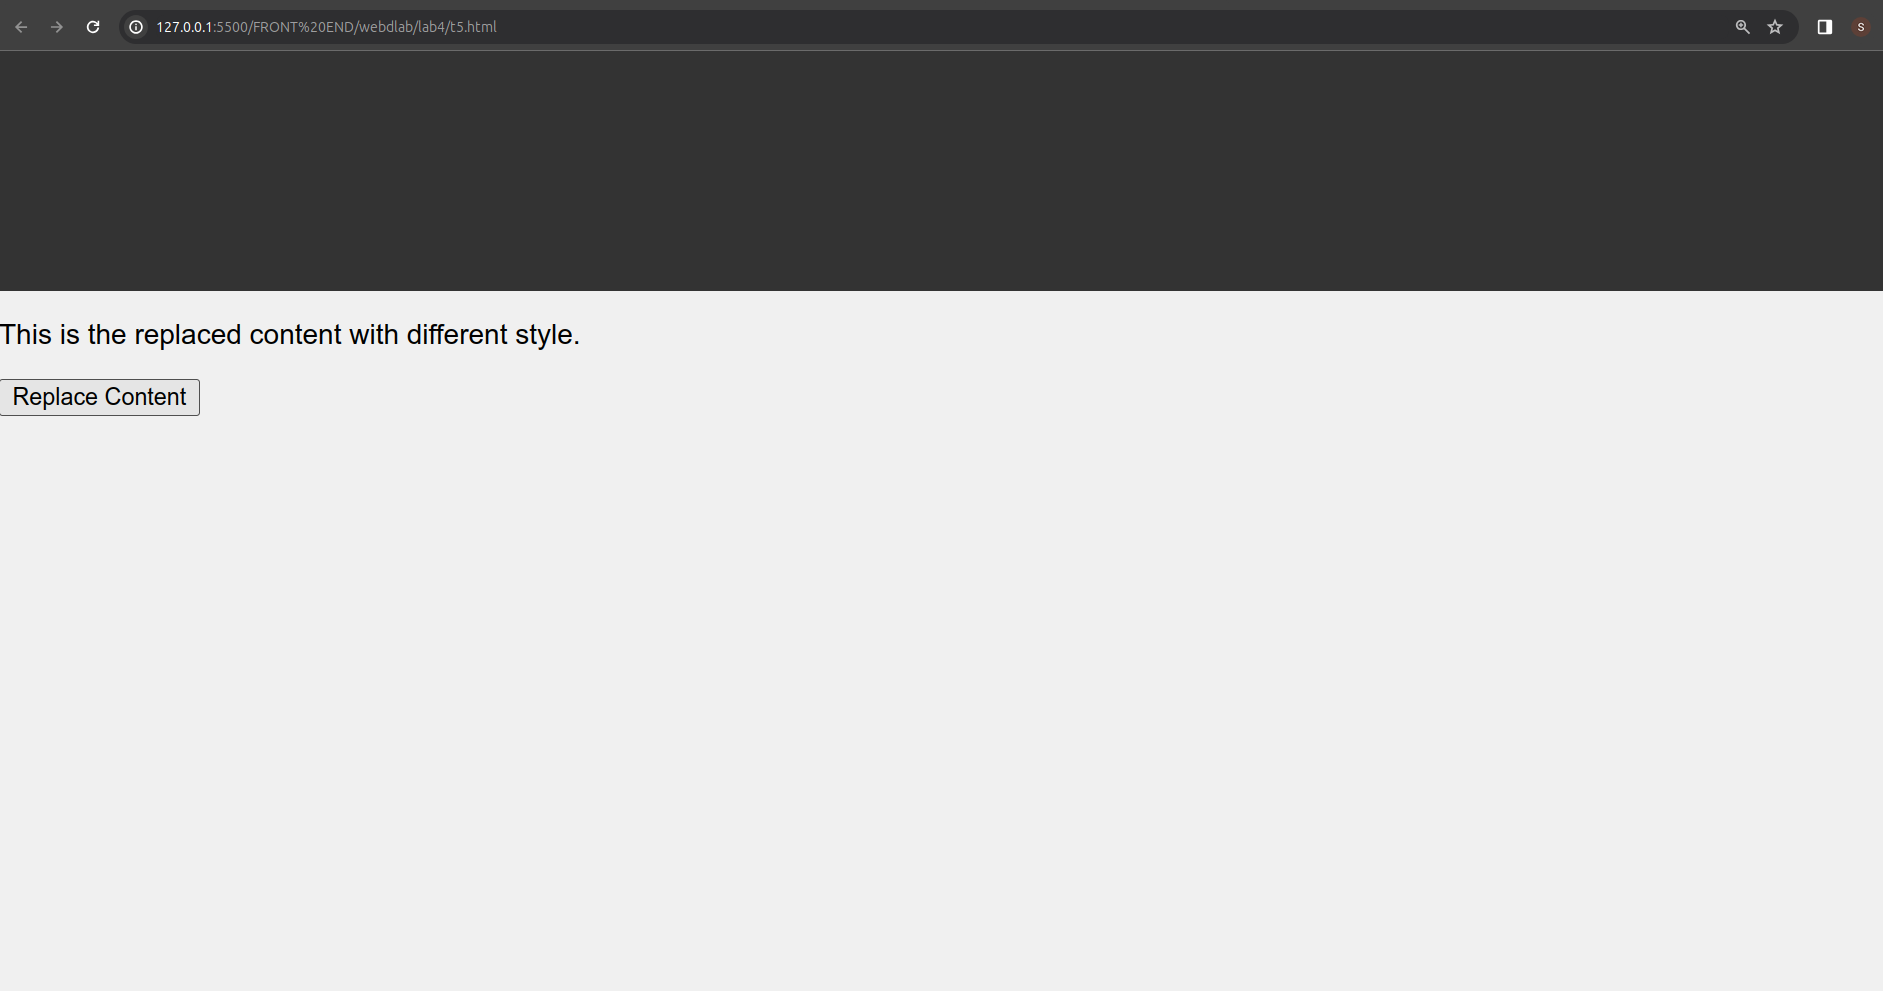 127.0.0.1:5500/FRONT%20END/webdlab/lab4/t5.html
S
This is the replaced content with different style.
Replace Content